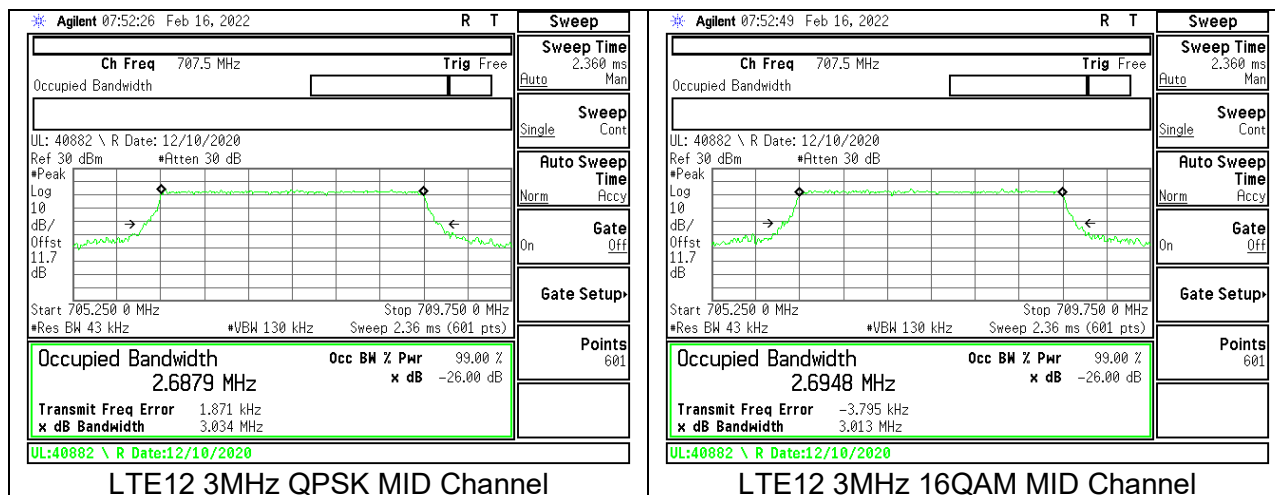 Agilent 07:52:26 Feb 16, 2022 R T
Sweep
Ch Freq 707.5 MHz Trig Free
Occupied Bandwidth
UL: 40882 \ R Date: 12/10/2020
Ref 30 dBm #Atten 30 dB
#Peak
Log
10
dB/
Offst
11.7
dB
Start 705.250 0 MHz Stop 709.750 0 MHz
#Res BW 43 kHz #VBW 130 kHz Sweep 2.36 ms (601 pts)
Occupied Bandwidth Occ BW % Pwr 99.00 %
2.6879 MHz x dB -26.00 dB
Transmit Freq Error 1.871 kHz
x dB Bandwidth 3.034 MHz
UL:40882 \ R Date:12/10/2020
Sweep Time
2.360 ms
Auto Man
Sweep
Single Cont
Auto Sweep
Time
Norm Accy
Gate
On Off
Gate Setup▸
Points
601
LTE12 3MHz QPSK MID Channel
Agilent 07:52:49 Feb 16, 2022 R T
Sweep
Ch Freq 707.5 MHz Trig Free
Occupied Bandwidth
UL: 40882 \ R Date: 12/10/2020
Ref 30 dBm #Atten 30 dB
#Peak
Log
10
dB/
Offst
11.7
dB
Start 705.250 0 MHz Stop 709.750 0 MHz
#Res BW 43 kHz #VBW 130 kHz Sweep 2.36 ms (601 pts)
Occupied Bandwidth Occ BW % Pwr 99.00 %
2.6948 MHz x dB -26.00 dB
Transmit Freq Error -3.795 kHz
x dB Bandwidth 3.013 MHz
UL:40882 \ R Date:12/10/2020
Sweep Time
2.360 ms
Auto Man
Sweep
Single Cont
Auto Sweep
Time
Norm Accy
Gate
On Off
Gate Setup▸
Points
601
LTE12 3MHz 16QAM MID Channel